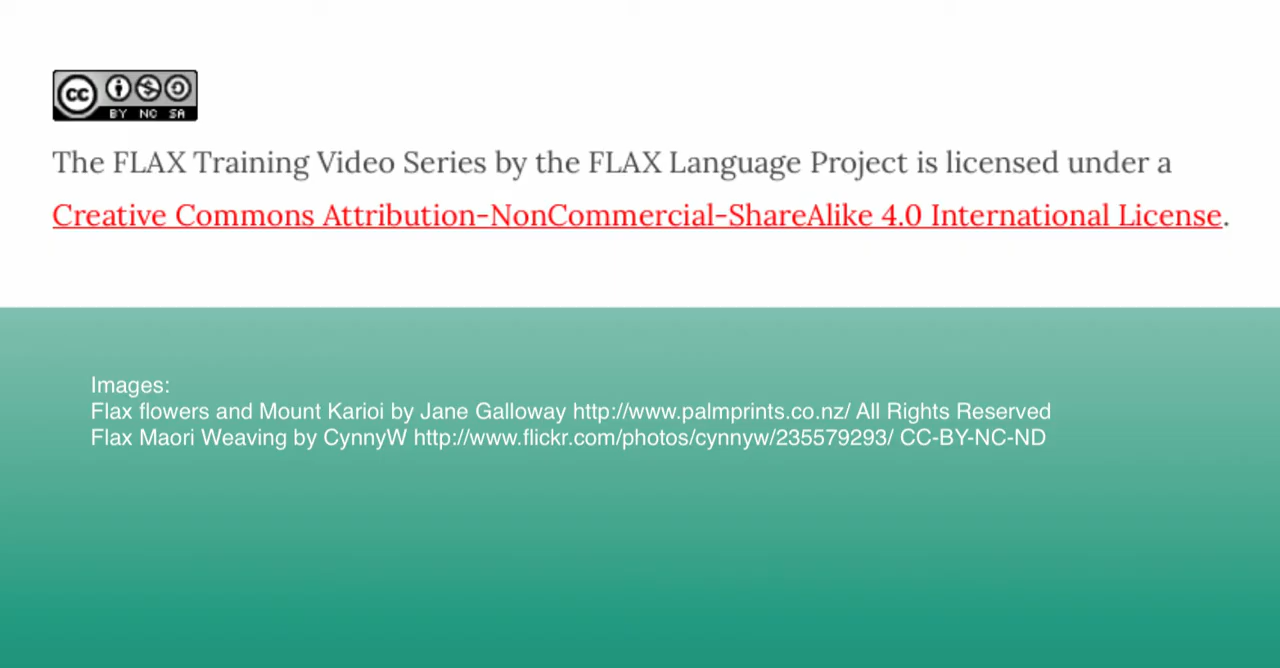 cc
BY NC SA
The FLAX Training Video Series by the FLAX Language Project is licensed under a
Creative Commons Attribution-NonCommercial-ShareAlike 4.0 International License.
Images:
Flax flowers and Mount Karioi by Jane Galloway http://www.palmprints.co.nz/ All Rights Reserved
Flax Maori Weaving by CynnyW http://www.flickr.com/photos/cynnyw/235579293/ CC-BY-NC-ND